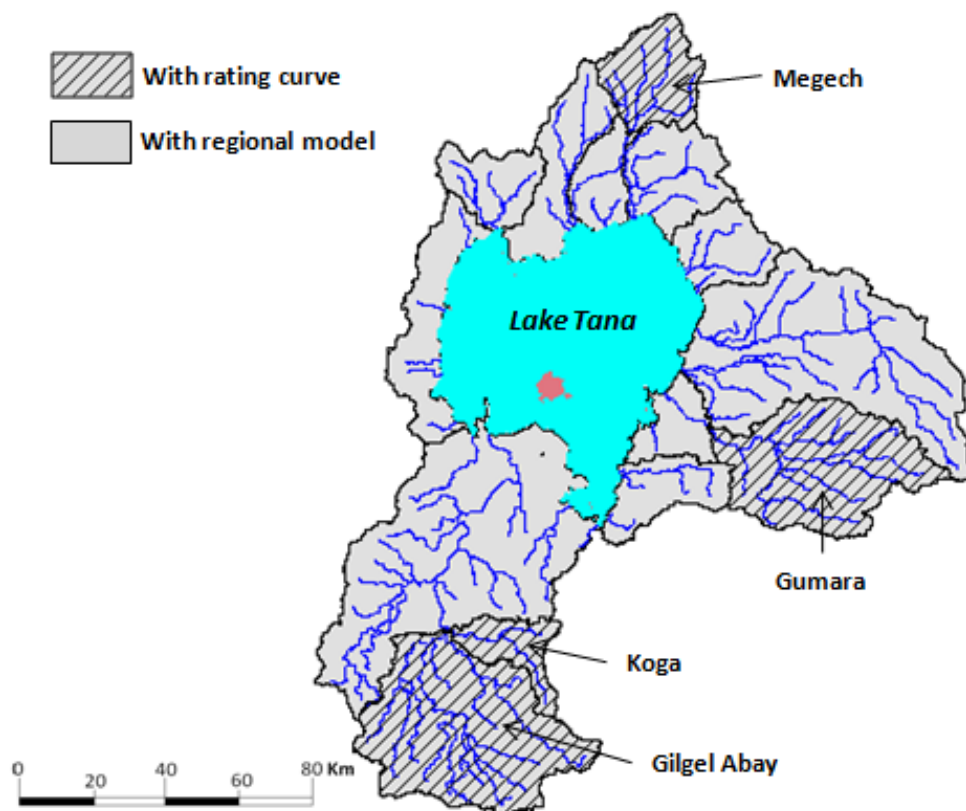 With rating curve
With regional model
Megech
Lake Tana
Gumara
Koga
Gilgel Abay
0 20 40 60 80 Km